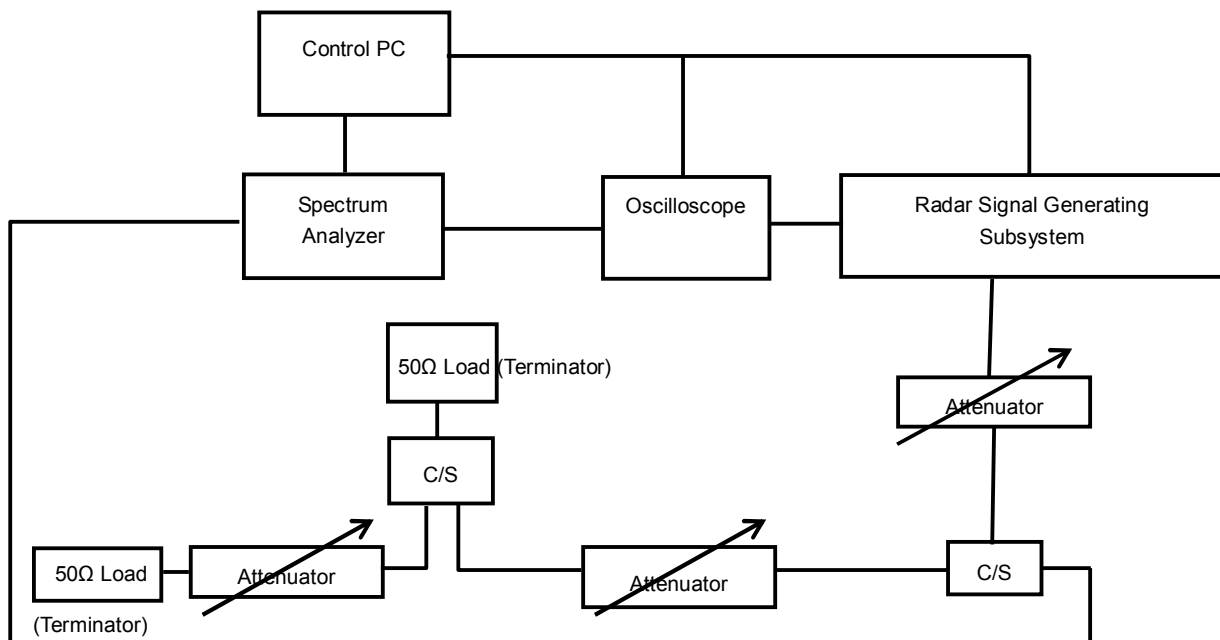 Control PC
Spectrum
Analyzer
Oscilloscope
Radar Signal Generating
Subsystem
50Ω Load (Terminator)
Attenuator
C/S
50Ω Load
(Terminator)
Attenuator
Attenuator
C/S